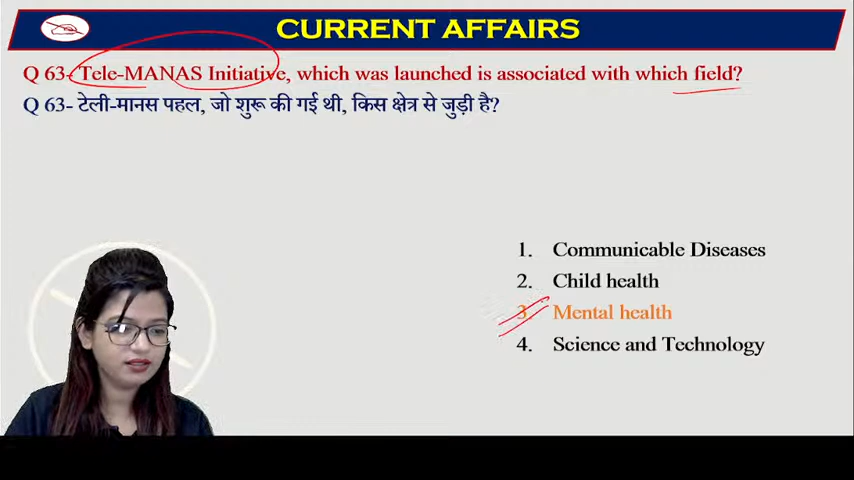 CURRENT AFFAIRS
Q 63- Tele-MANAS Initiative, which was launched is associated with which field?
Q 63- टेली-मानस पहल, जो शुरू की गई थी, किस क्षेत्र से जुड़ी है?
1. Communicable Diseases
2. Child health
3. Mental health
4. Science and Technology